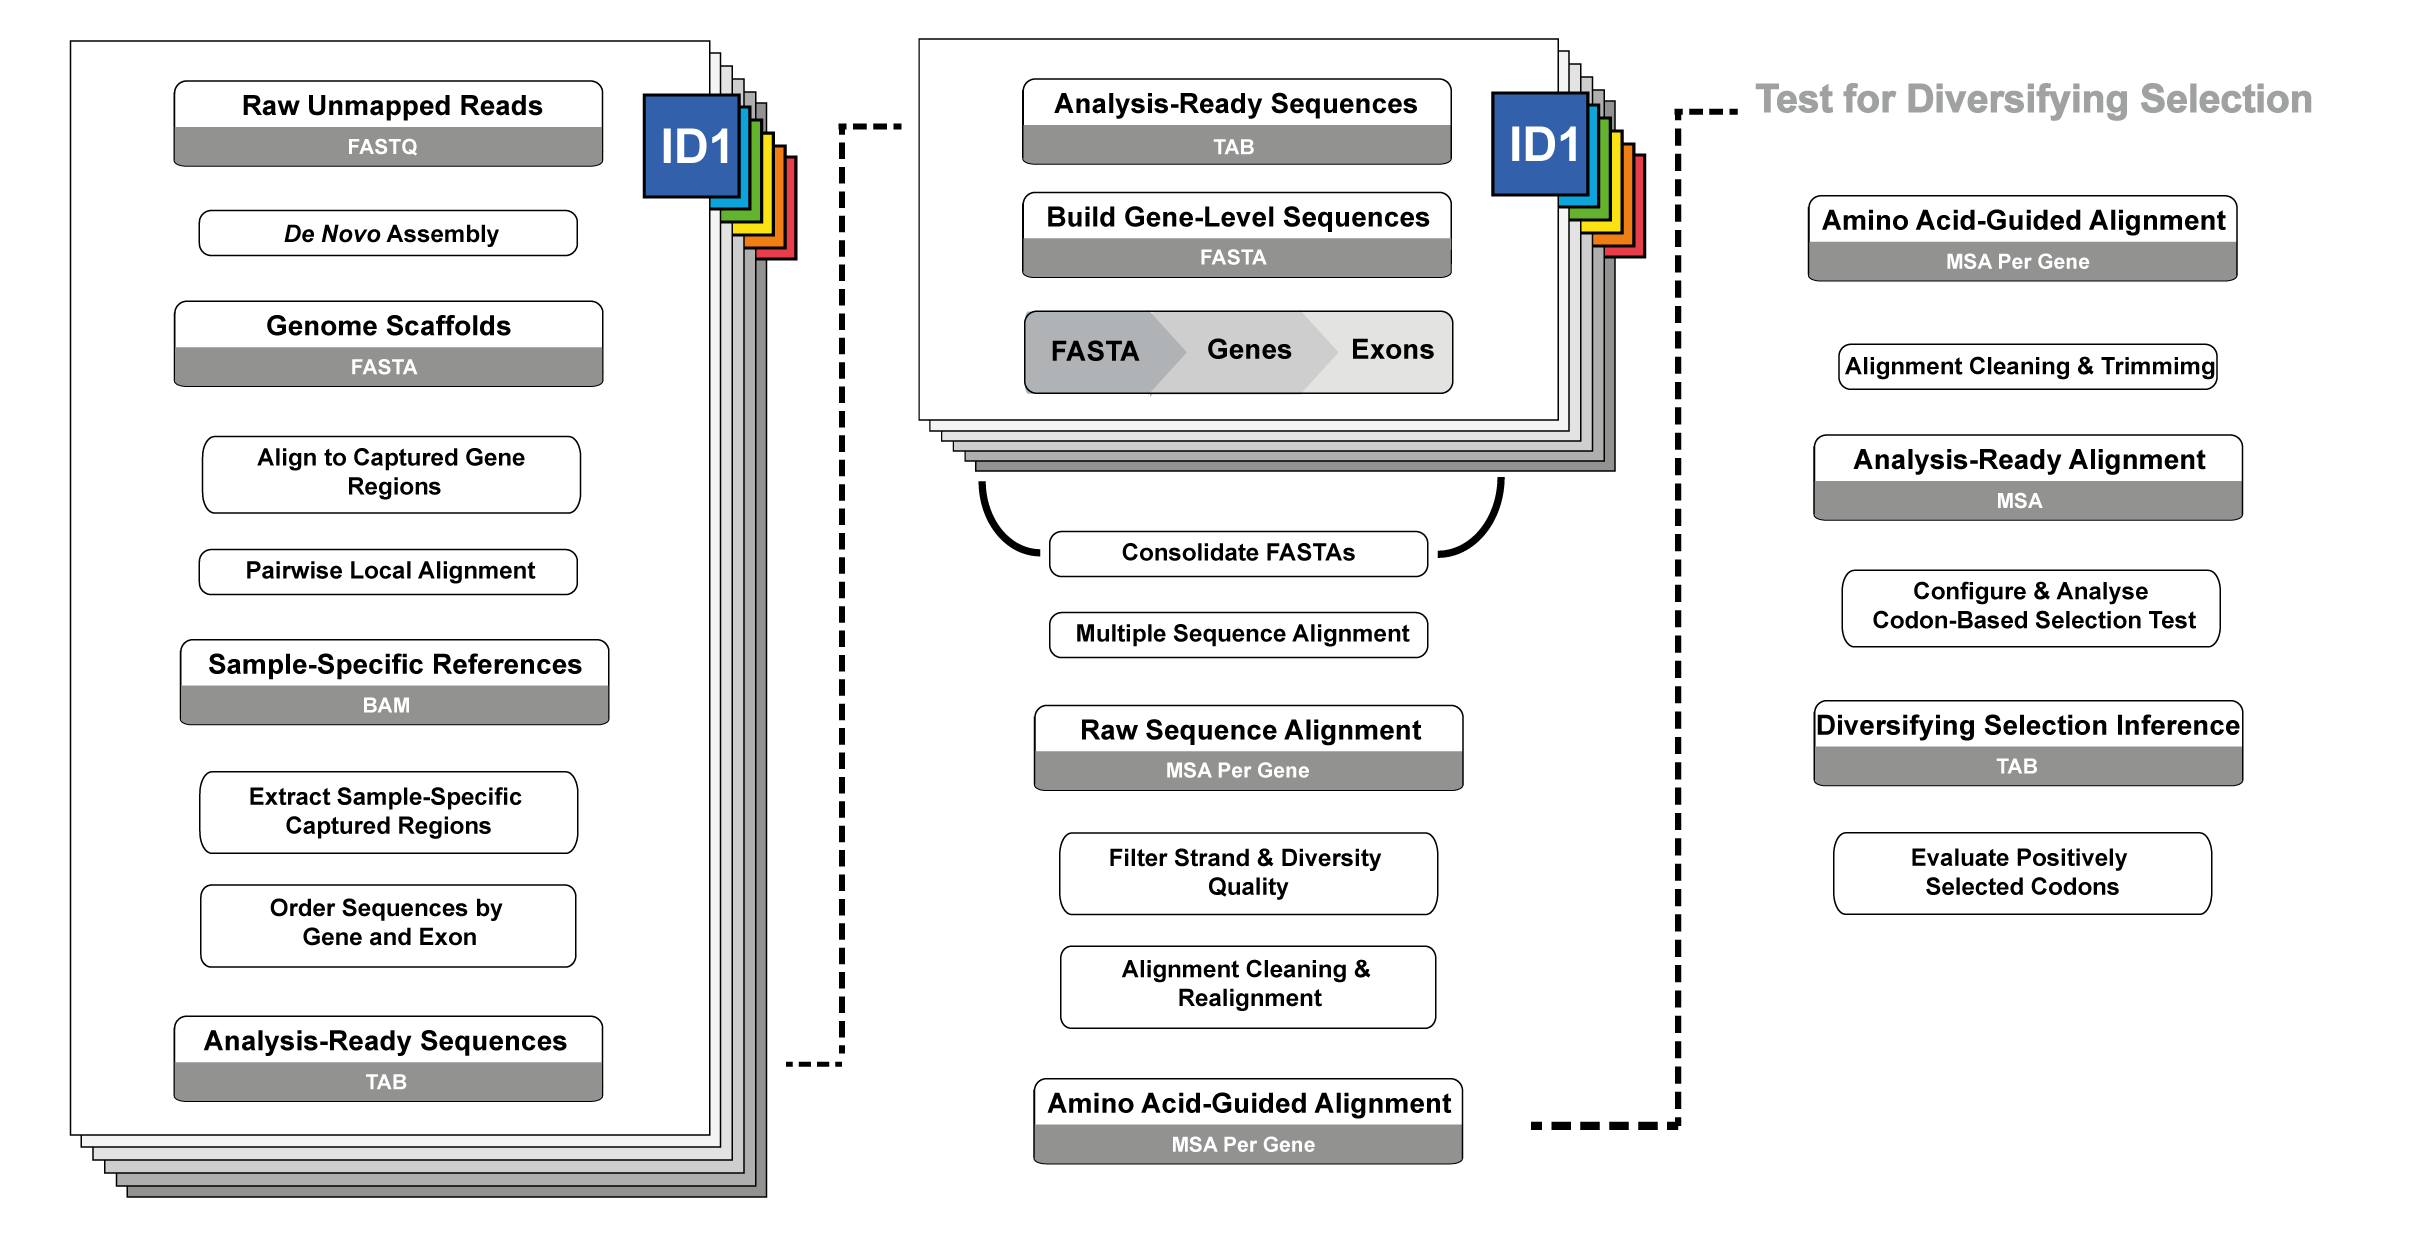 Raw Unmapped Reads
FASTQ
ID1
De Novo Assembly
Genome Scaffolds
FASTA
Align to Captured Gene
Regions
Pairwise Local Alignment
Sample-Specific References
BAM
Extract Sample-Specific
Captured Regions
Order Sequences by
Gene and Exon
Analysis-Ready Sequences
TAB
Analysis-Ready Sequences
TAB
ID1
Build Gene-Level Sequences
FASTA
FASTA Genes Exons
Consolidate FASTAs
Multiple Sequence Alignment
Raw Sequence Alignment
MSA Per Gene
Filter Strand & Diversity
Quality
Alignment Cleaning &
Realignment
Amino Acid-Guided Alignment
MSA Per Gene
Test for Diversifying Selection
Amino Acid-Guided Alignment
MSA Per Gene
Alignment Cleaning & Trimmimg
Analysis-Ready Alignment
MSA
Configure & Analyse
Codon-Based Selection Test
Diversifying Selection Inference
TAB
Evaluate Positively
Selected Codons